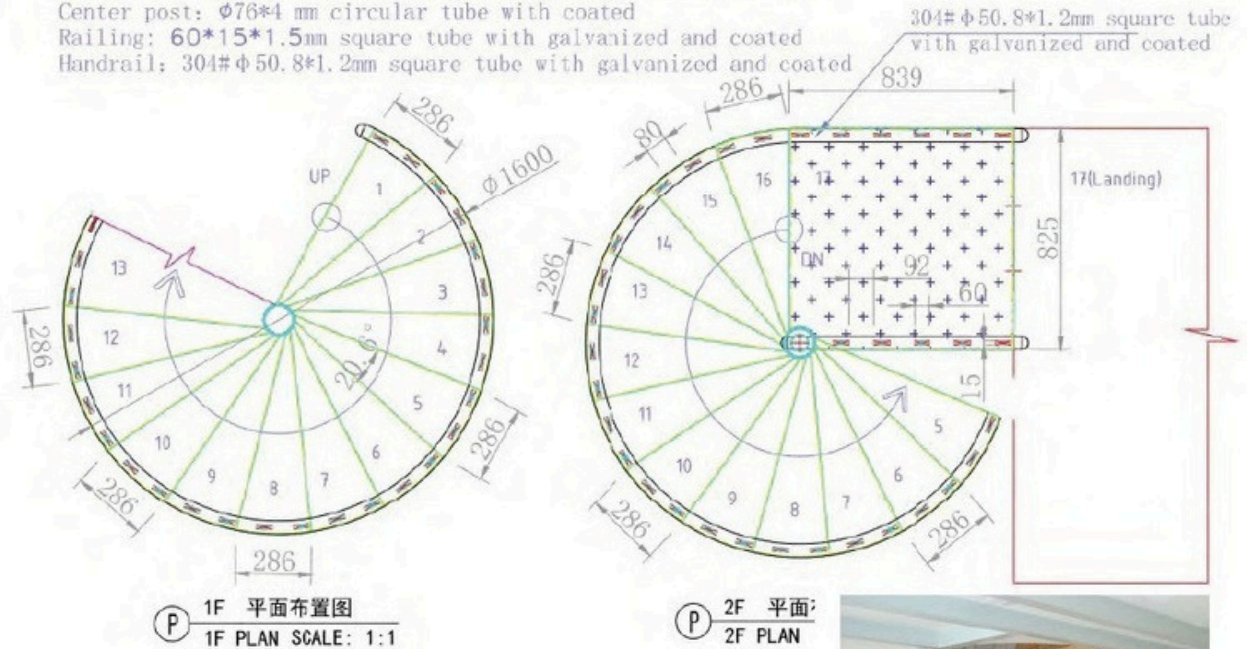 Center post: ϕ76*4 mm circular tube with coated
Railing: 60*15*1.5mm square tube with galvanized and coated
Handrail: 304#ϕ50.8*1.2mm square tube with galvanized and coated
304#ϕ50.8*1.2mm square tube
with galvanized and coated
286
UP
ϕ1600
1
2
3
4
5
6
7
8
9
10
11
12
13
20.6°
286
286
286
286
1F 平面布置图
P
1F PLAN SCALE: 1:1
839
286
80
286
16
17
15
14
13
12
11
10
9
8
7
6
5
DN
92
60
15
825
17(Landing)
286
286
2F 平面
P
2F PLAN